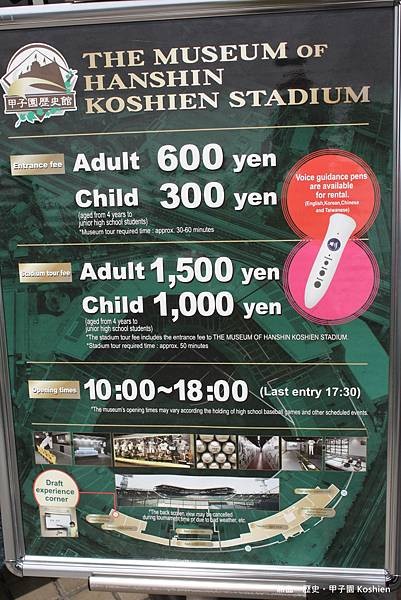 甲子園歴史館
THE MUSEUM OF
HANSHIN
KOSHIEN STADIUM
Entrance fee
Adult 600 yen
Child 300 yen
(aged from 4 years to
junior high school students)
*Museum tour required time : approx. 30-60 minutes
Voice guidance pens
are available
for rental.
(English,Korean,Chinese
and Taiwanese)
Stadium tour fee
Adult 1,500 yen
Child 1,000 yen
(aged from 4 years to
junior high school students)
*The stadium tour fee includes the entrance fee to THE MUSEUM OF HANSHIN KOSHIEN STADIUM.
*Stadium tour required time : approx. 50 minutes
Opening times
10:00~18:00 (Last entry 17:30)
*The museum's opening times may vary according the holding of high school baseball games and other scheduled events.
Draft
experience
corner
*The back screen view may be cancelled
during tournament time or due to bad weather, etc.
歷史・甲子園 Koshien